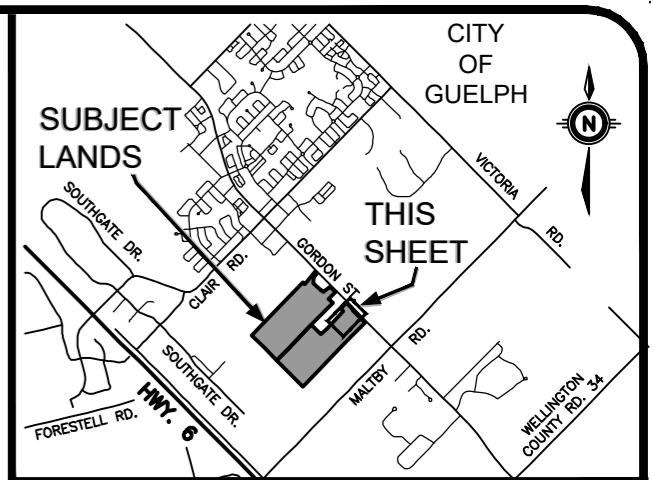 CITY
OF
GUELPH
N
SUBJECT
LANDS
SOUTHGATE DR.
VICTORIA
RD.
THIS
SHEET
GORDON ST.
CLAIR RD.
RD.
MALTBY
SOUTHGATE DR.
HWY. 6
FORESTELL RD.
WELLINGTON
COUNTY RD. 34